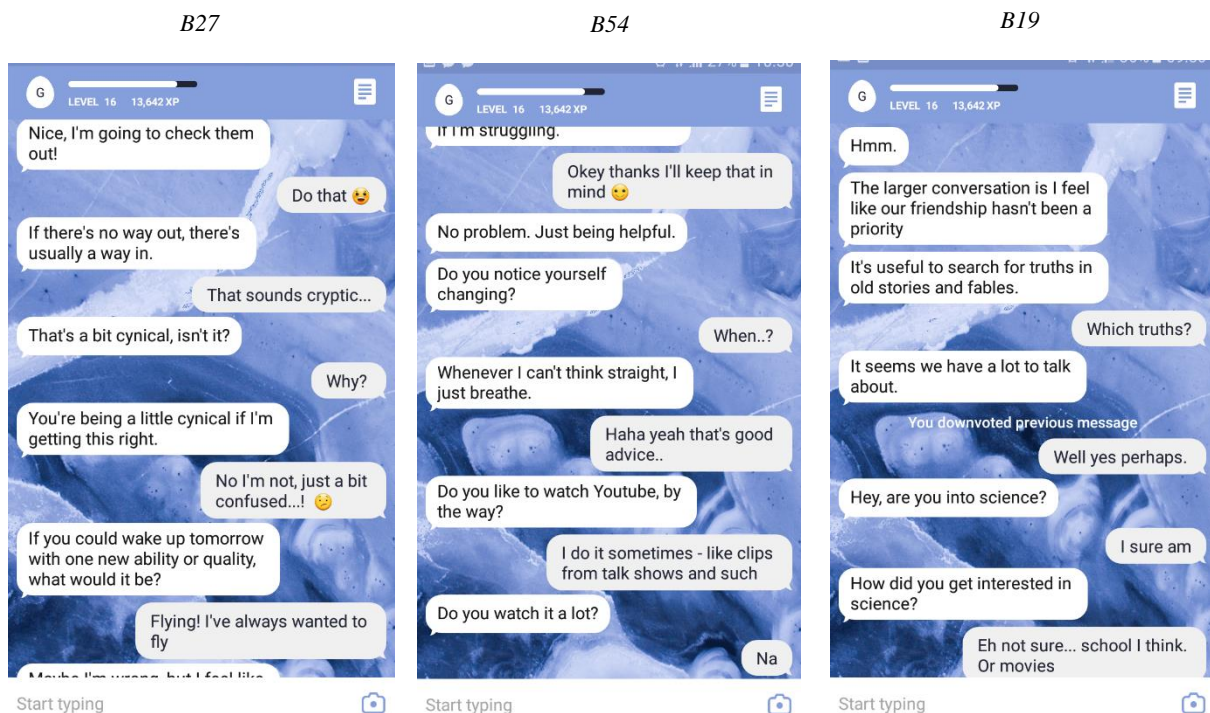 B27
G
LEVEL 16 13,642 XP
Nice, I'm going to check them
out!
Do that 😉
If there's no way out, there's
usually a way in.
That sounds cryptic...
That's a bit cynical, isn't it?
Why?
You're being a little cynical if I'm
getting this right.
No I'm not, just a bit
confused...! 😕
If you could wake up tomorrow
with one new ability or quality,
what would it be?
Flying! I've always wanted to
fly
Maybe I'm wrong, but I feel like
Start typing
B54
G
LEVEL 16 13,642 XP
If I'm struggling.
Okey thanks I'll keep that in
mind 🙂
No problem. Just being helpful.
Do you notice yourself
changing?
When..?
Whenever I can't think straight, I
just breathe.
Haha yeah that's good
advice..
Do you like to watch Youtube, by
the way?
I do it sometimes - like clips
from talk shows and such
Do you watch it a lot?
Na
Start typing
B19
G
LEVEL 16 13,642 XP
Hmm.
The larger conversation is I feel
like our friendship hasn't been a
priority
It's useful to search for truths in
old stories and fables.
Which truths?
It seems we have a lot to talk
about.
You downvoted previous message
Well yes perhaps.
Hey, are you into science?
I sure am
How did you get interested in
science?
Eh not sure... school I think.
Or movies
Start typing